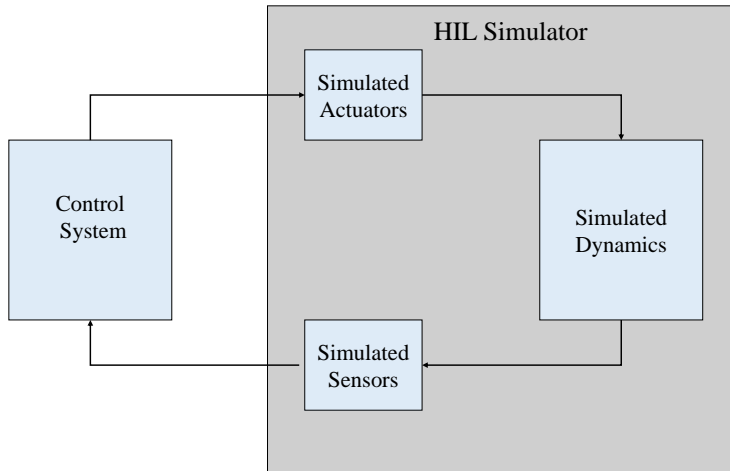 HIL Simulator
Simulated
Actuators
Control
System
Simulated
Dynamics
Simulated
Sensors